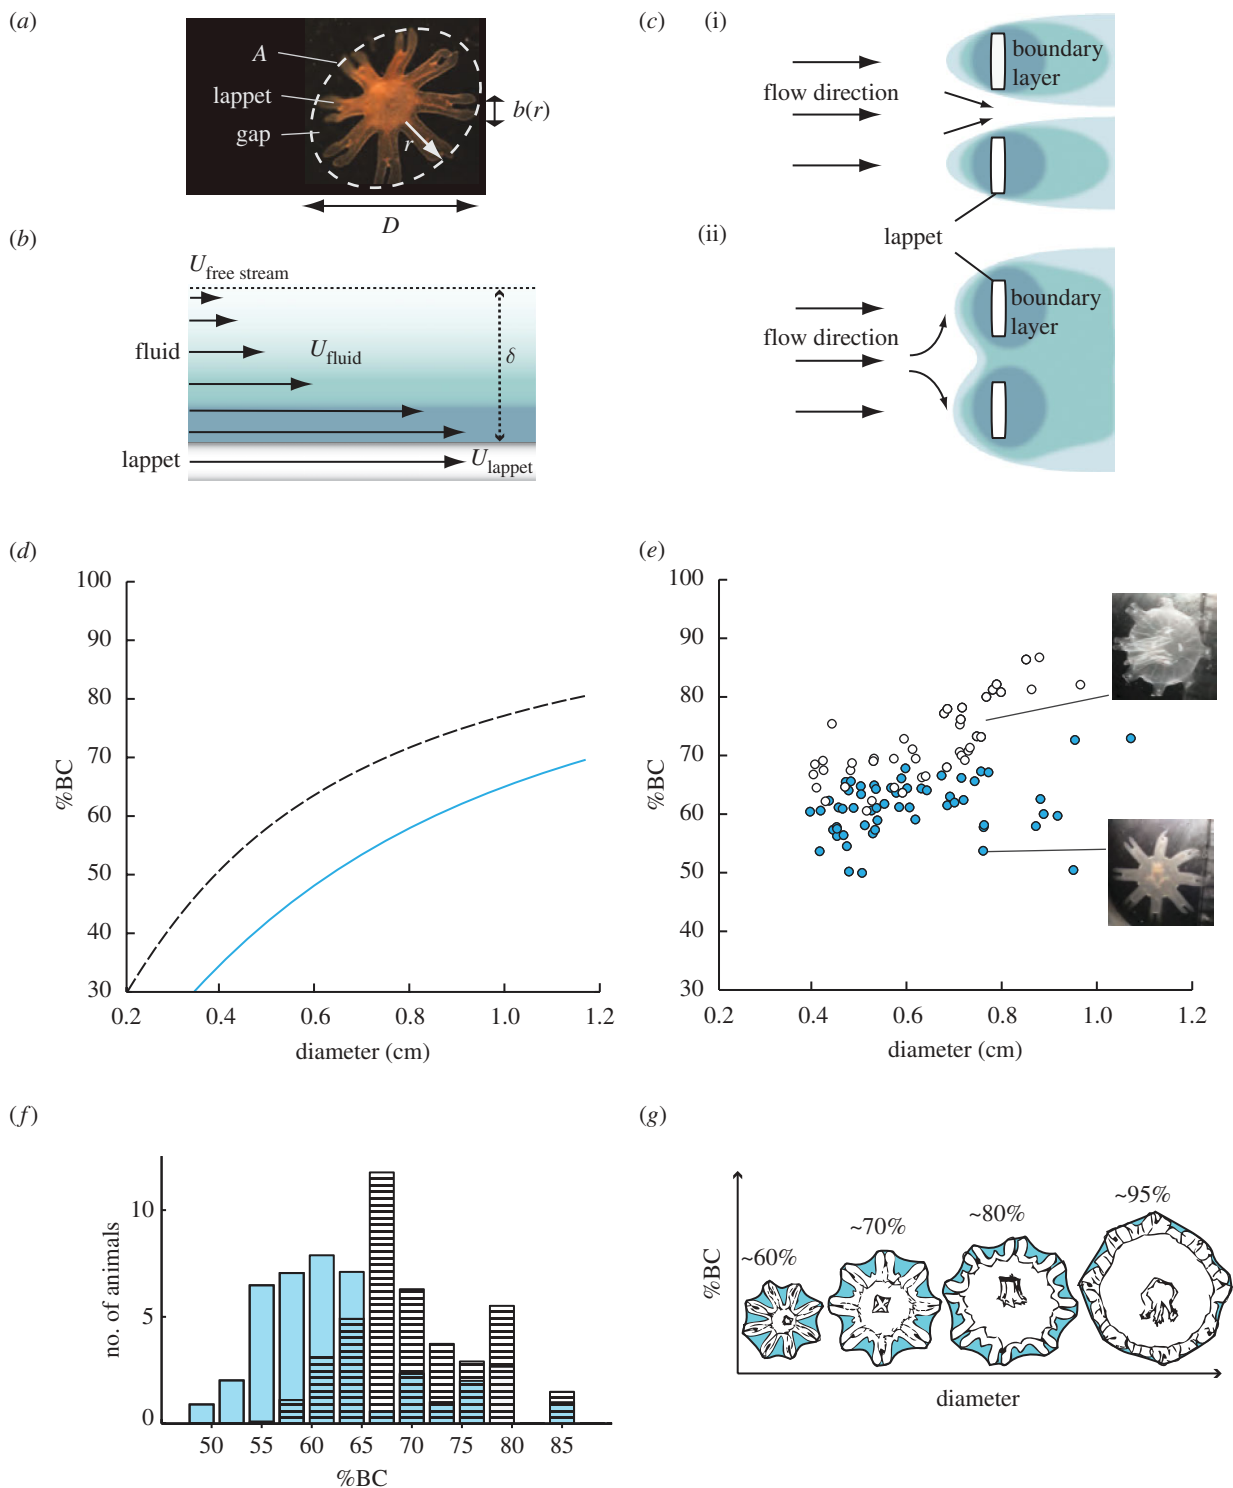 (a)
A
lappet
gap
r
b(r)
D
(b)
U free stream
fluid
U fluid
δ
lappet
U lappet
(c) (i)
boundary
layer
flow direction
lappet
(ii)
boundary
layer
flow direction
(d)
100
90
80
70
60
50
40
30
%BC
0.2 0.4 0.6 0.8 1.0 1.2
diameter (cm)
(e)
100
90
80
70
60
50
40
30
%BC
0.2 0.4 0.6 0.8 1.0 1.2
diameter (cm)
(f)
10
5
0
no. of animals
50 55 60 65 70 75 80 85
%BC
(g)
%BC
~60% ~70% ~80% ~95%
diameter